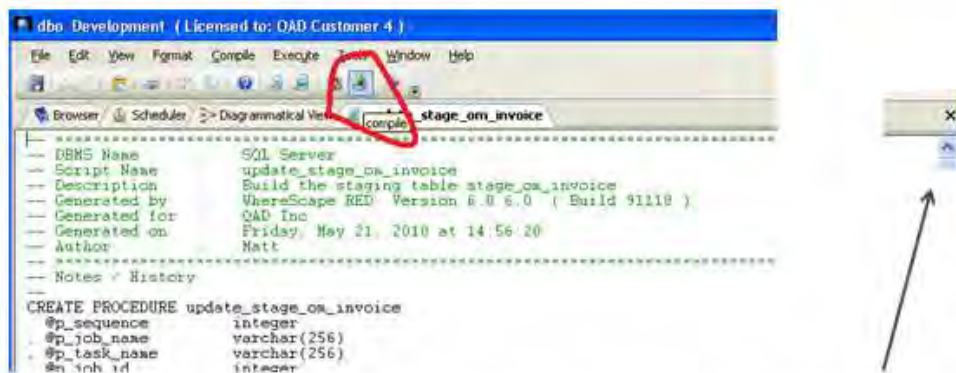 dbo Development ( Licensed to: QAD Customer 4 )
File Edit View Format Compile Execute Tools Window Help
Browser Scheduler Diagrammatical View stage_om_invoice
compile
-- DBMS Name SQL Server
-- Script Name update_stage_om_invoice
-- Description Build the staging table stage_om_invoice
-- Generated by WhereScape RED Version 6.0 6.0 ( Build 91118 )
-- Generated for QAD Inc
-- Generated on Friday, May 21, 2010 at 14:56:20
-- Author Matt
-- Notes / History
--
CREATE PROCEDURE update_stage_om_invoice
@p_sequence integer
, @p_job_name varchar(256)
, @p_task_name varchar(256)
, @p_job_id integer